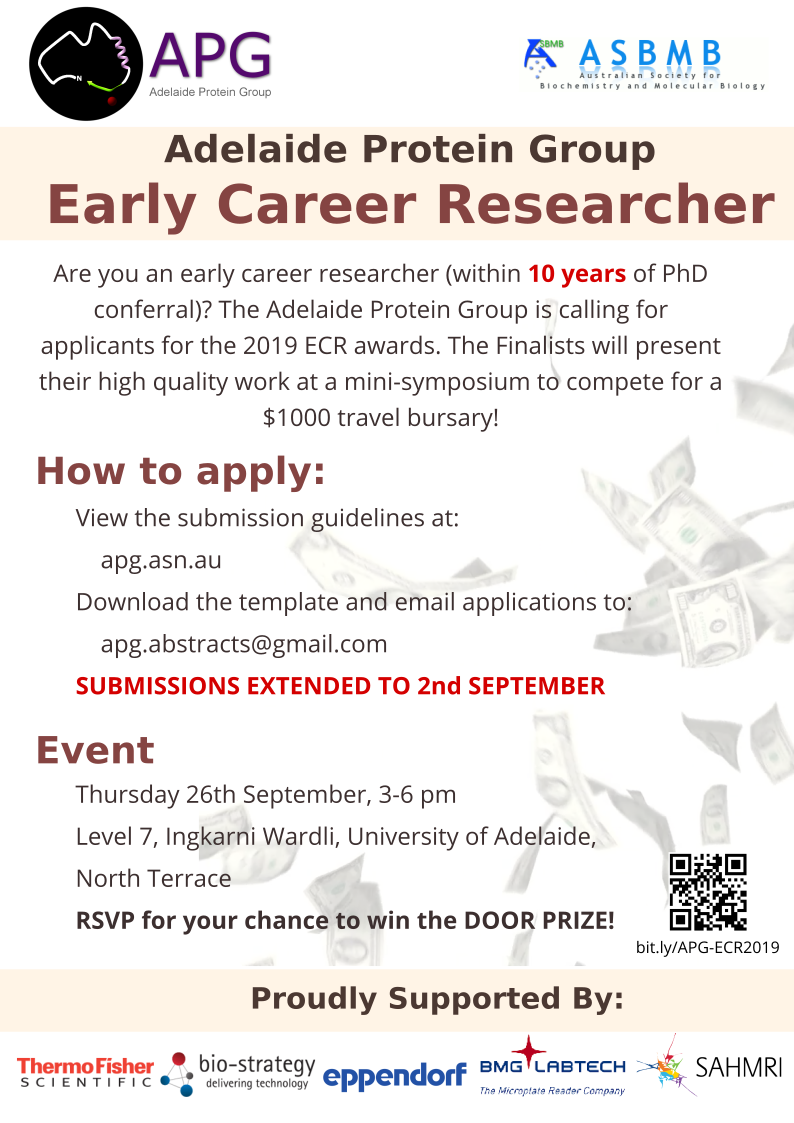 N
APG
Adelaide Protein Group
SBMB
ASBMB
Australian Society for
Biochemistry and Molecular Biology
Adelaide Protein Group
Early Career Researcher
Are you an early career researcher (within 10 years of PhD
conferral)? The Adelaide Protein Group is calling for
applicants for the 2019 ECR awards. The Finalists will present
their high quality work at a mini-symposium to compete for a
$1000 travel bursary!
How to apply:
View the submission guidelines at:
apg.asn.au
Download the template and email applications to:
apg.abstracts@gmail.com
SUBMISSIONS EXTENDED TO 2nd SEPTEMBER
Event
Thursday 26th September, 3-6 pm
Level 7, Ingkarni Wardli, University of Adelaide,
North Terrace
RSVP for your chance to win the DOOR PRIZE!
bit.ly/APG-ECR2019
Proudly Supported By:
ThermoFisher
SCIENTIFIC
bio-strategy
delivering technology
eppendorf
BMG LABTECH
The Microplate Reader Company
SAHMRI